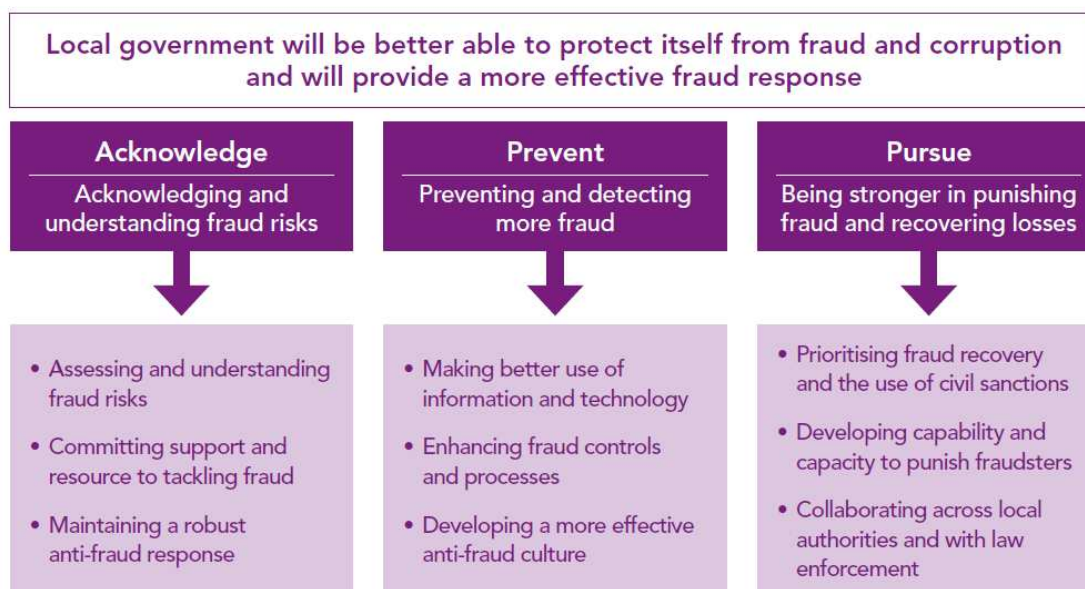 Local government will be better able to protect itself from fraud and corruption
and will provide a more effective fraud response
Acknowledge
Acknowledging and
understanding fraud risks
• Assessing and understanding
fraud risks
• Committing support and
resource to tackling fraud
• Maintaining a robust
anti-fraud response
Prevent
Preventing and detecting
more fraud
• Making better use of
information and technology
• Enhancing fraud controls
and processes
• Developing a more effective
anti-fraud culture
Pursue
Being stronger in punishing
fraud and recovering losses
• Prioritising fraud recovery
and the use of civil sanctions
• Developing capability and
capacity to punish fraudsters
• Collaborating across local
authorities and with law
enforcement